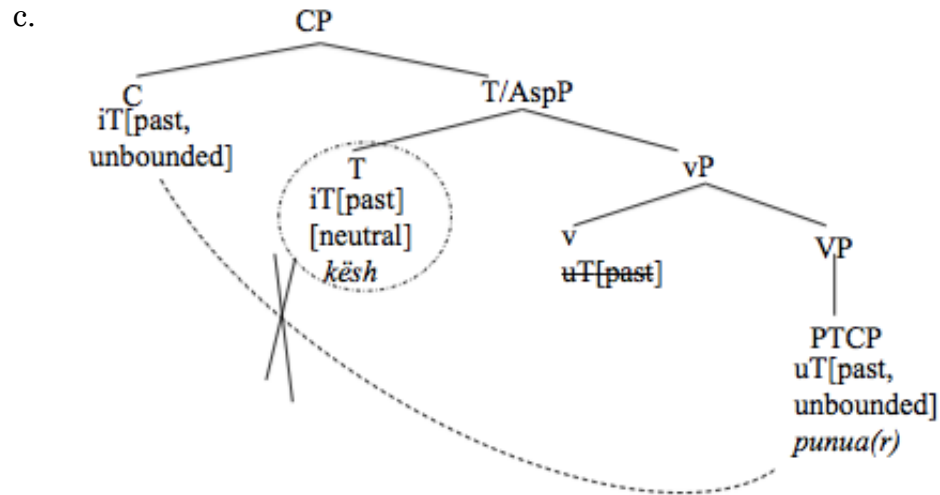 c.
CP
C
iT[past,
unbounded]
T/AspP
T
iT[past]
[neutral]
kësh
vP
v
uT[past]
VP
PTCP
uT[past,
unbounded]
punua(r)